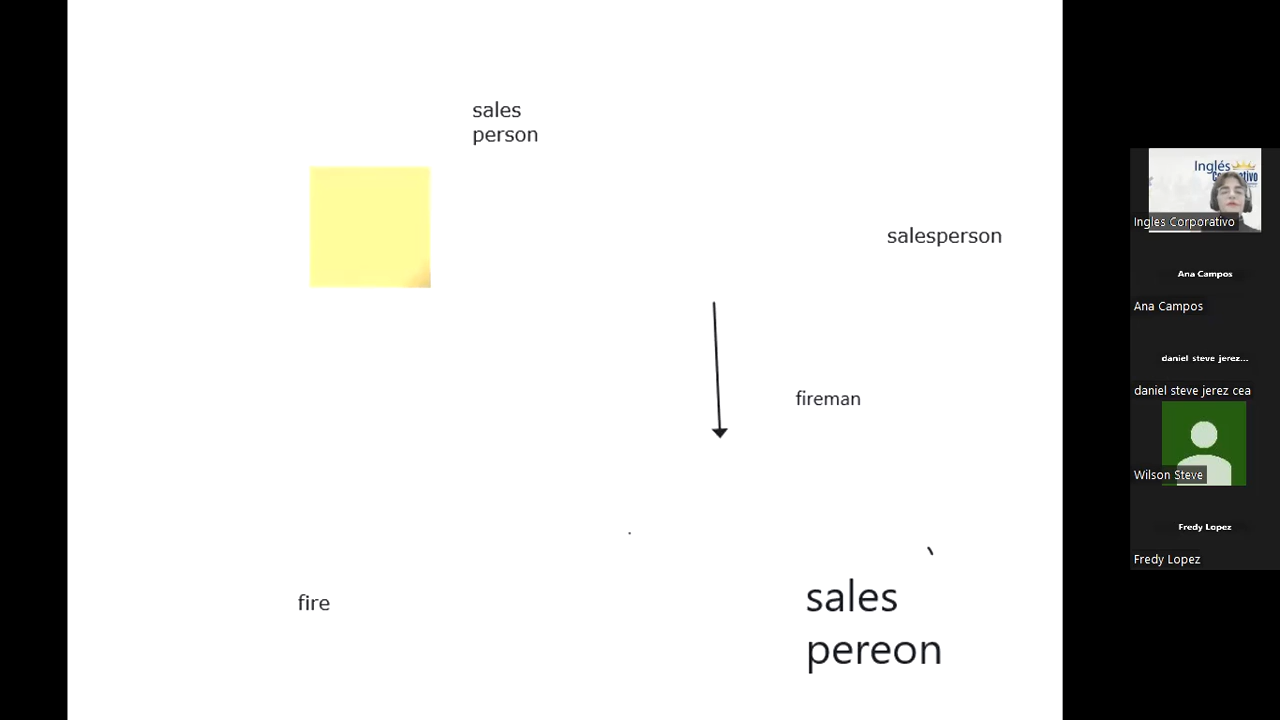 sales
person
salesperson
fireman
fire
sales
pereon
Inglés
Ingles Corporativo
Ana Campos
Ana Campos
daniel steve jerez...
daniel steve jerez cea
Wilson Steve
Fredy Lopez
Fredy Lopez